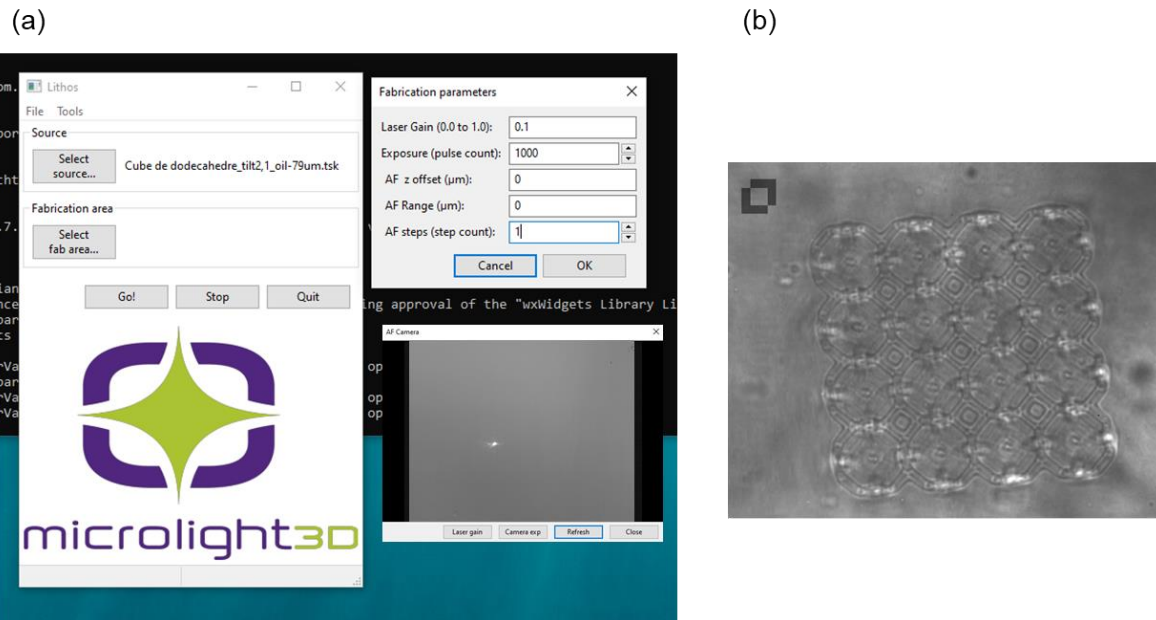 (a)
(b)
Lithos
File Tools
Source
Select source...
Cube de dodecahedre_tilt2,1_oil-79um.tsk
Fabrication area
Select fab area...
Go! Stop Quit
microlight3D
Fabrication parameters
Laser Gain (0.0 to 1.0): 0.1
Exposure (pulse count): 1000
AF z offset (µm): 0
AF Range (µm): 0
AF steps (step count): 1
Cancel OK
ing approval of the "wxWidgets Library Li
AF Camera
op
op
op
Laser gain Camera exp Refresh Close